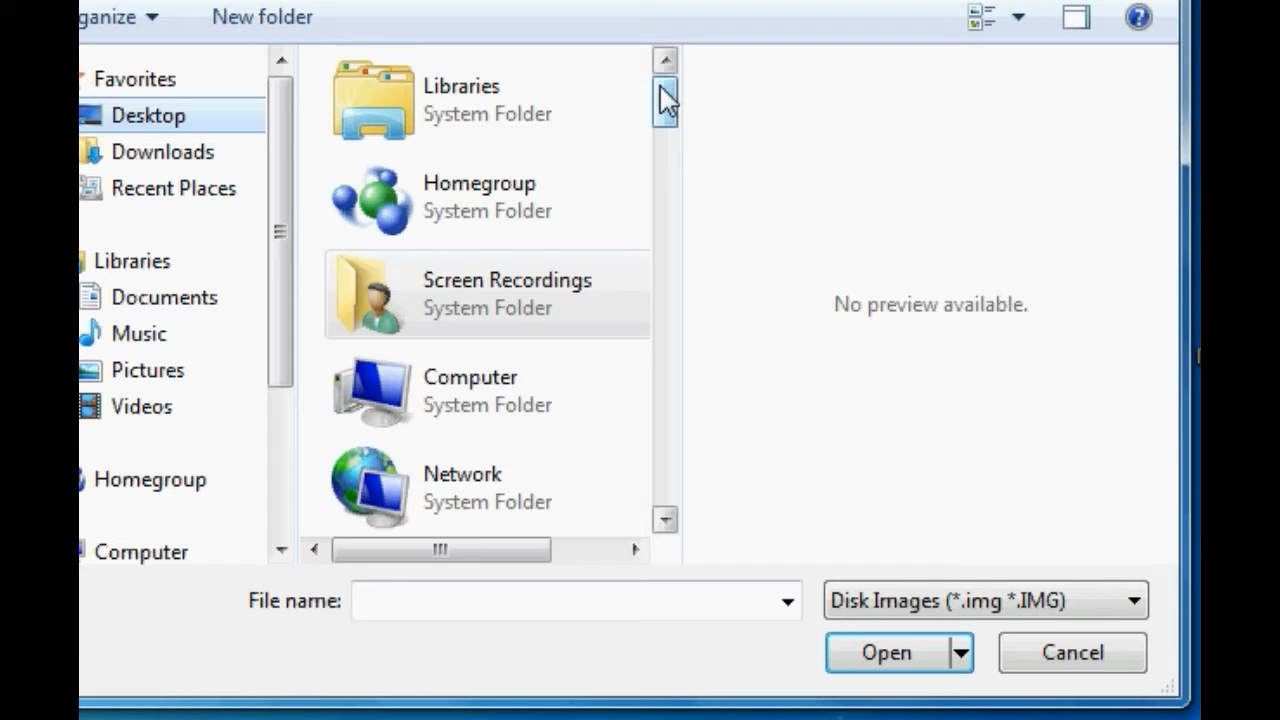 ganize
New folder
Favorites
Desktop
Downloads
Recent Places
Libraries
Documents
Music
Pictures
Videos
Homegroup
Computer
Libraries
System Folder
Homegroup
System Folder
Screen Recordings
System Folder
Computer
System Folder
Network
System Folder
No preview available.
File name:
Disk Images (*.img *.IMG)
Open
Cancel